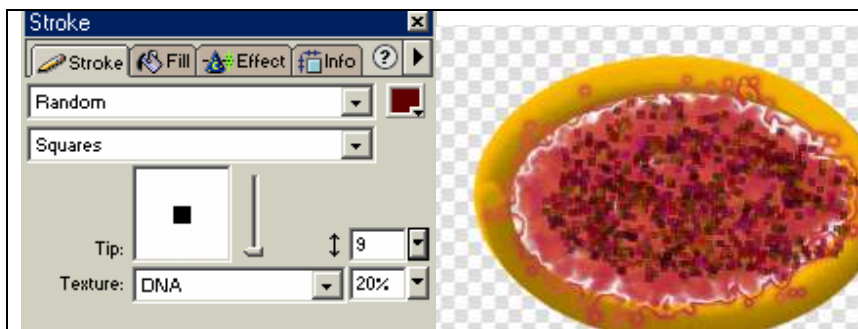 Stroke
Stroke Fill Effect Info ?
Random
Squares
Tip: 9
Texture: DNA 20%